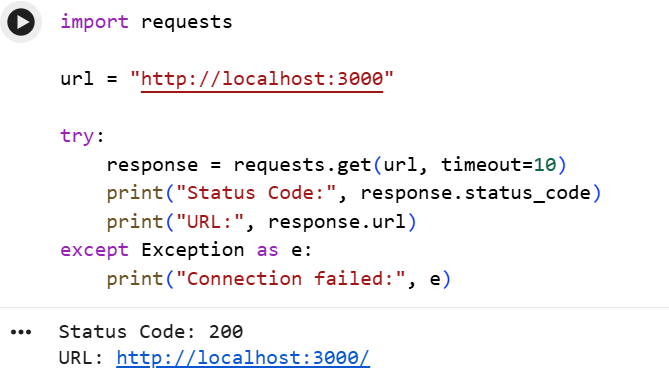 import requests
url = "http://localhost:3000"
try:
    response = requests.get(url, timeout=10)
    print("Status Code:", response.status_code)
    print("URL:", response.url)
except Exception as e:
    print("Connection failed:", e)
Status Code: 200
URL: http://localhost:3000/